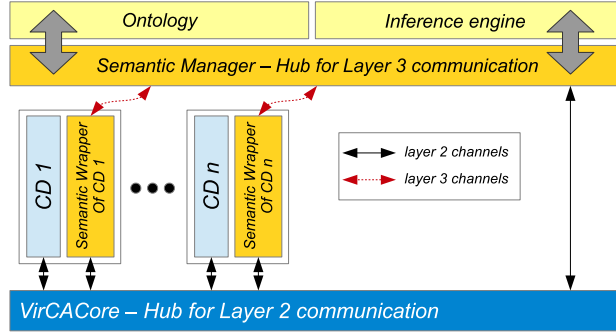 Ontology
Inference engine
Semantic Manager – Hub for Layer 3 communication
CD 1
Semantic Wrapper
Of CD 1
CD n
Semantic Wrapper
Of CD n
layer 2 channels
layer 3 channels
VirCACore – Hub for Layer 2 communication